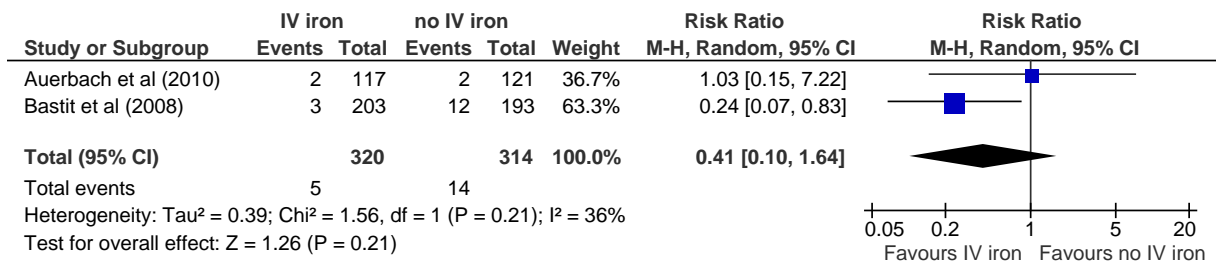 IV iron no IV iron Risk Ratio Risk Ratio
Study or Subgroup Events Total Events Total Weight M-H, Random, 95% CI M-H, Random, 95% CI
Auerbach et al (2010) 2 117 2 121 36.7% 1.03 [0.15, 7.22]
Bastit et al (2008) 3 203 12 193 63.3% 0.24 [0.07, 0.83]
Total (95% CI) 320 314 100.0% 0.41 [0.10, 1.64]
Total events 5 14
Heterogeneity: Tau² = 0.39; Chi² = 1.56, df = 1 (P = 0.21); I² = 36%
Test for overall effect: Z = 1.26 (P = 0.21)
0.05 0.2 1 5 20
Favours IV iron Favours no IV iron